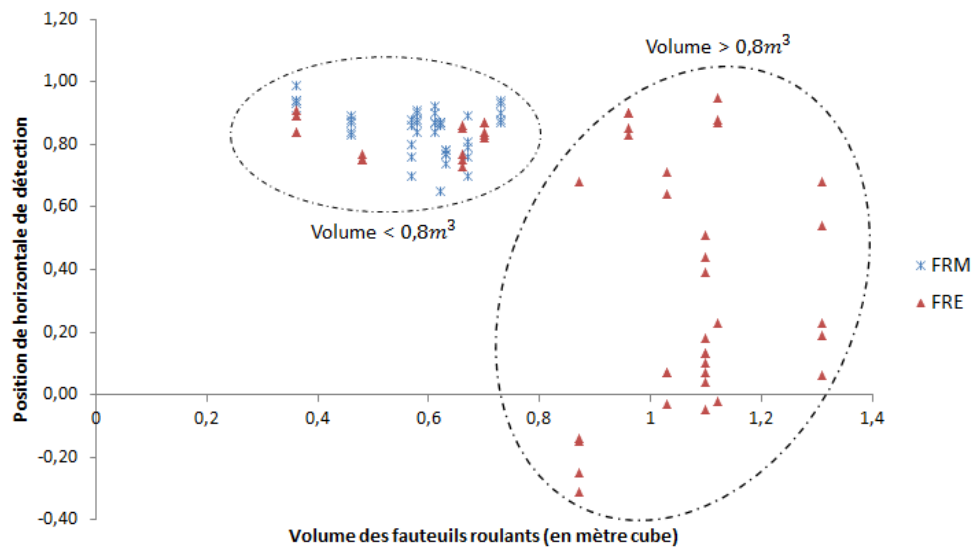 1,20
1,00
0,80
0,60
0,40
0,20
0,00
-0,20
-0,40
Position de horizontale de détection
Volume > 0,8m³
Volume < 0,8m³
FRM
FRE
0
0,2
0,4
0,6
0,8
1
1,2
1,4
Volume des fauteuils roulants (en mètre cube)